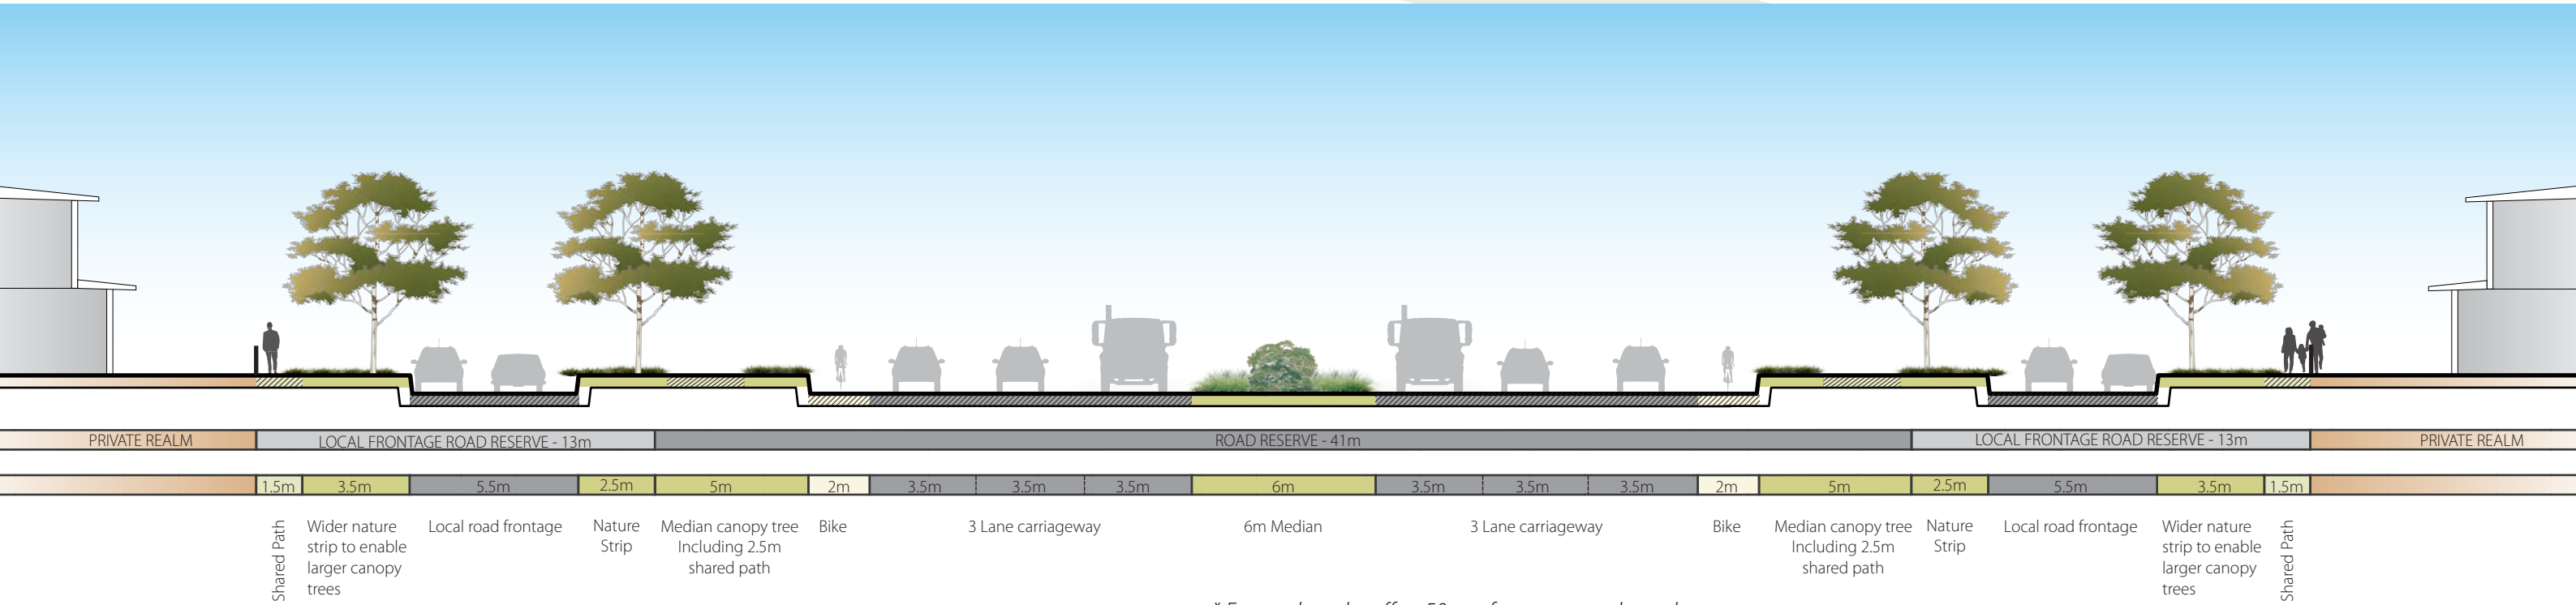 PRIVATE REALM
LOCAL FRONTAGE ROAD RESERVE - 13m
ROAD RESERVE - 41m
LOCAL FRONTAGE ROAD RESERVE - 13m
PRIVATE REALM
1.5m
3.5m
5.5m
2.5m
5m
2m
3.5m
3.5m
3.5m
6m
3.5m
3.5m
3.5m
2m
5m
2.5m
5.5m
3.5m
1.5m
Shared Path
Wider nature
strip to enable
larger canopy
trees
Local road frontage
Nature
Strip
Median canopy tree
Including 2.5m
shared path
Bike
3 Lane carriageway
6m Median
3 Lane carriageway
Bike
Median canopy tree
Including 2.5m
shared path
Nature
Strip
Local road frontage
Wider nature
strip to enable
larger canopy
trees
Shared Path